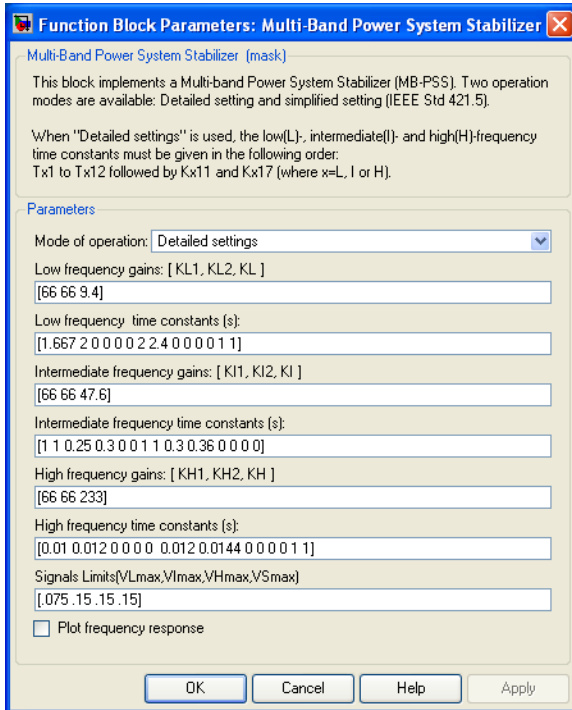 Function Block Parameters: Multi-Band Power System Stabilizer
Multi-Band Power System Stabilizer (mask)
This block implements a Multi-band Power System Stabilizer (MB-PSS). Two operation
modes are available: Detailed setting and simplified setting (IEEE Std 421.5).
When "Detailed settings" is used, the low(L)-, intermediate(I)- and high(H)-frequency
time constants must be given in the following order:
Tx1 to Tx12 followed by Kx11 and Kx17 (where x=L, I or H).
Parameters
Mode of operation: Detailed settings
Low frequency gains: [ KL1, KL2, KL ]
[66 66 9.4]
Low frequency time constants (s):
[1.667 2 0 0 0 0 2 2.4 0 0 0 0 1 1]
Intermediate frequency gains: [ KI1, KI2, KI ]
[66 66 47.6]
Intermediate frequency time constants (s):
[1 1 0.25 0.3 0 0 1 1 0.3 0.36 0 0 0 0]
High frequency gains: [ KH1, KH2, KH ]
[66 66 233]
High frequency time constants (s):
[0.01 0.012 0 0 0 0 0.012 0.0144 0 0 0 0 1 1]
Signals Limits(VLmax,VImax,VHmax,VSmax)
[.075 .15 .15 .15]
Plot frequency response
OK Cancel Help Apply